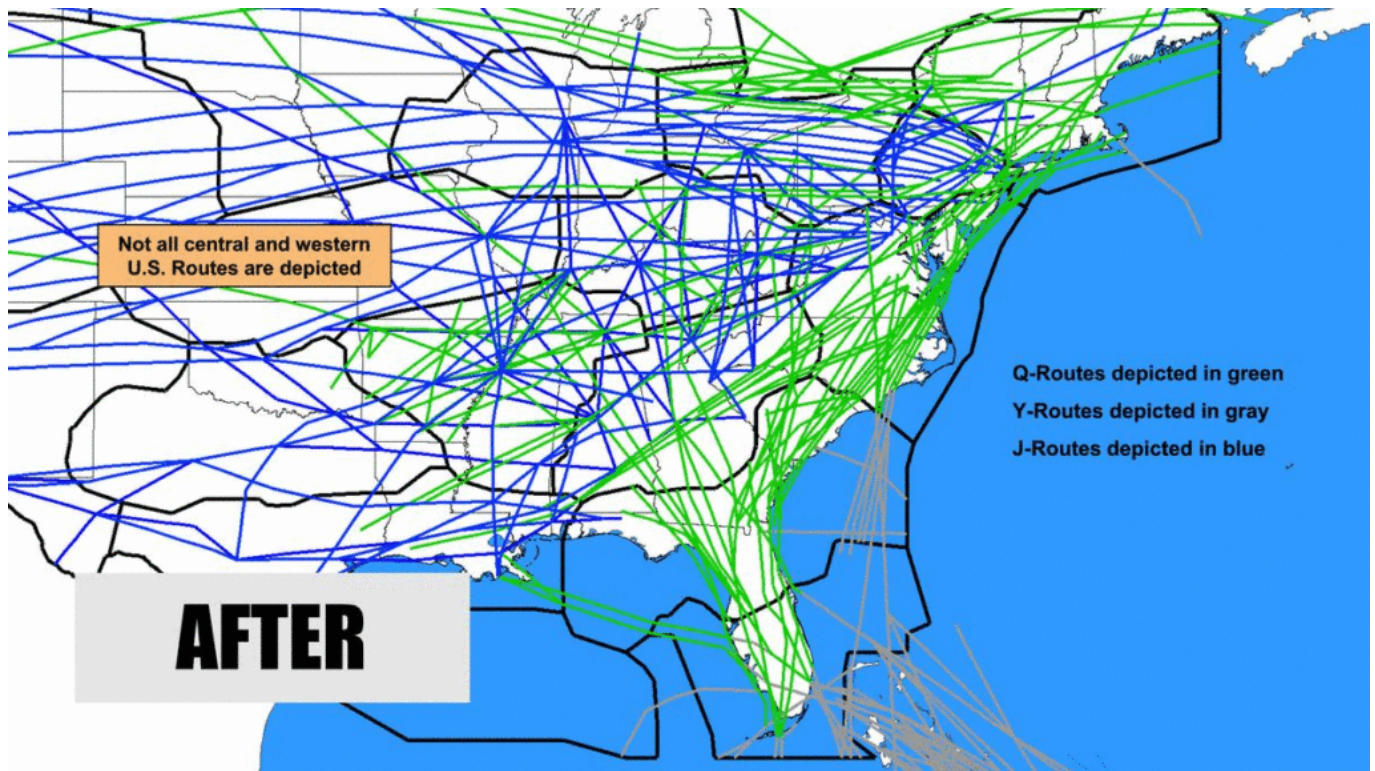 Not all central and western
U.S. Routes are depicted
Q-Routes depicted in green
Y-Routes depicted in gray
J-Routes depicted in blue
AFTER